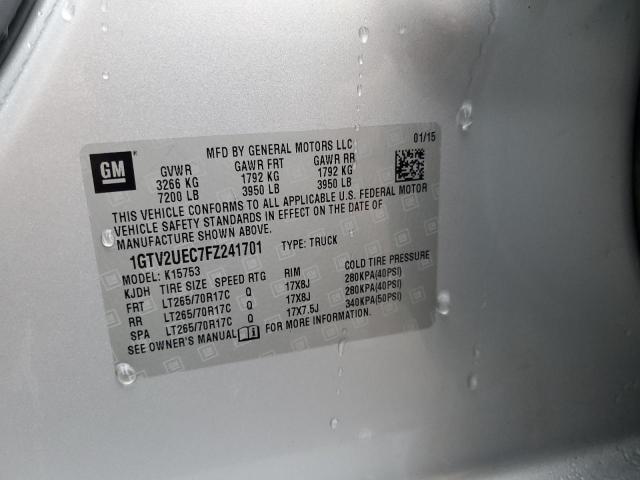 GM
MFD BY GENERAL MOTORS LLC
01/15
GVWR GAWR FRT GAWR RR
3266 KG 1792 KG 1792 KG
7200 LB 3950 LB 3950 LB
THIS VEHICLE CONFORMS TO ALL APPLICABLE U.S. FEDERAL MOTOR
VEHICLE SAFETY STANDARDS IN EFFECT ON THE DATE OF
MANUFACTURE SHOWN ABOVE.
1GTV2UEC7FZ241701 TYPE: TRUCK
MODEL: K15753
KJDH TIRE SIZE SPEED RTG RIM COLD TIRE PRESSURE
FRT LT265/70R17C Q 17X8J 280KPA(40PSI)
RR LT265/70R17C Q 17X8J 280KPA(40PSI)
SPA LT265/70R17C Q 17X7.5J 340KPA(50PSI)
SEE OWNER'S MANUAL FOR MORE INFORMATION.